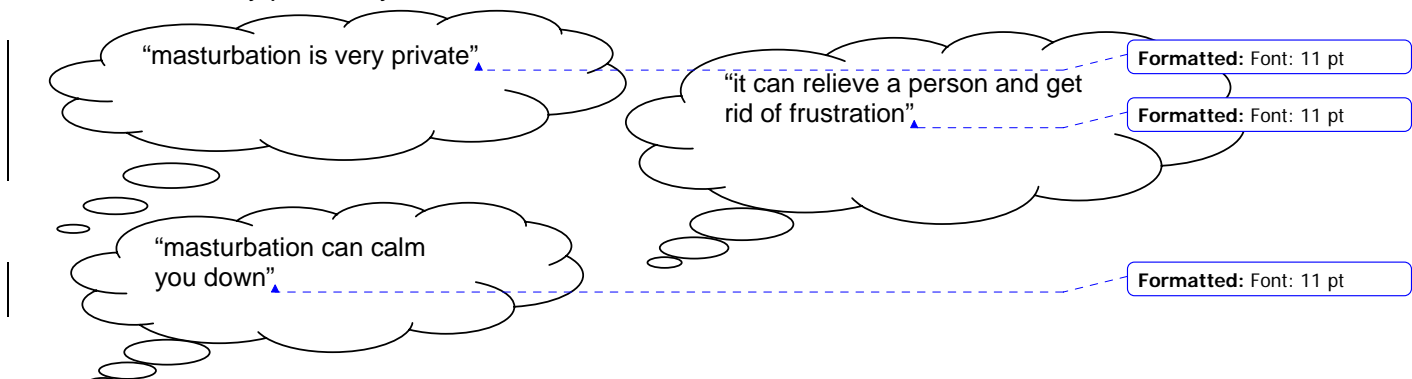 “masturbation is very private”
Formatted: Font: 11 pt
“it can relieve a person and get
rid of frustration”
Formatted: Font: 11 pt
“masturbation can calm
you down”
Formatted: Font: 11 pt